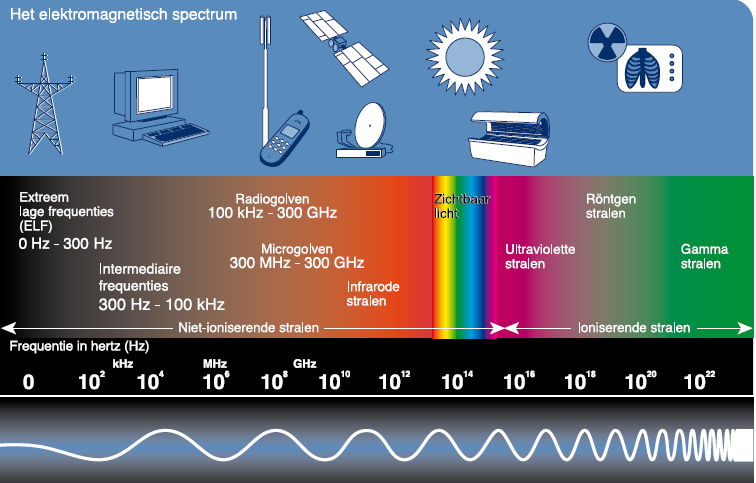 Het elektromagnetisch spectrum
Extreem
lage frequenties
(ELF)
0 Hz - 300 Hz
Intermediaire
frequenties
300 Hz - 100 kHz
Radiogolven
100 kHz - 300 GHz
Microgolven
300 MHz - 300 GHz
Infrarode
stralen
Zichtbaar
licht
Ultraviolette
stralen
Röntgen
stralen
Gamma
stralen
Niet-ioniserende stralen
Ioniserende stralen
Frequentie in hertz (Hz)
kHz MHz GHz
0 10² 10⁴ 10⁶ 10⁸ 10¹⁰ 10¹² 10¹⁴ 10¹⁶ 10¹⁸ 10²⁰ 10²²